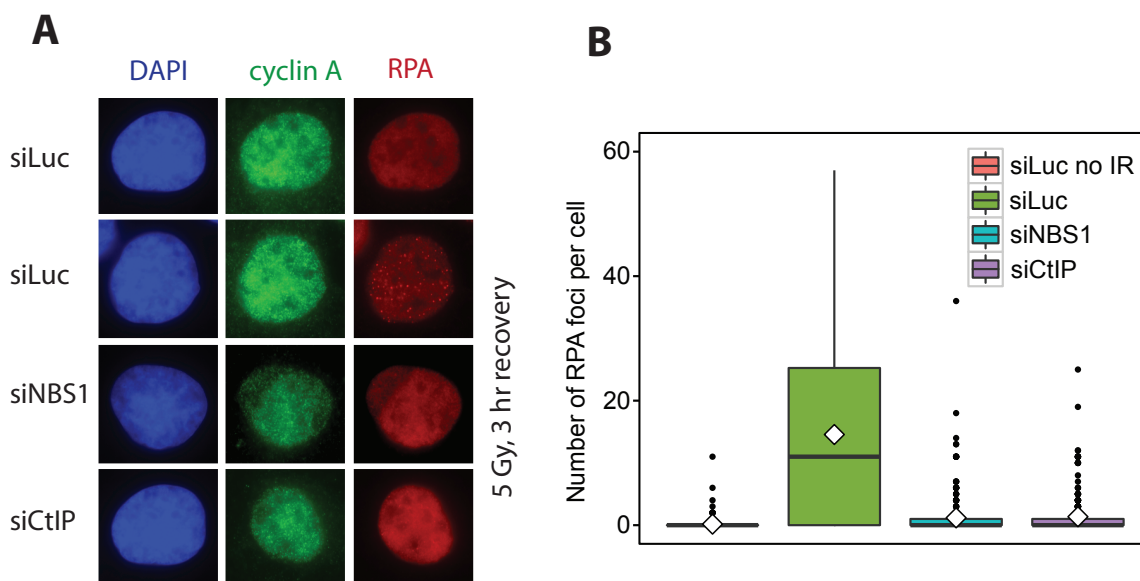 A
DAPI cyclin A RPA
siLuc
siLuc
siNBS1
siCtIP
5 Gy, 3 hr recovery
B
Number of RPA foci per cell
60
40
20
0
siLuc no IR
siLuc
siNBS1
siCtIP